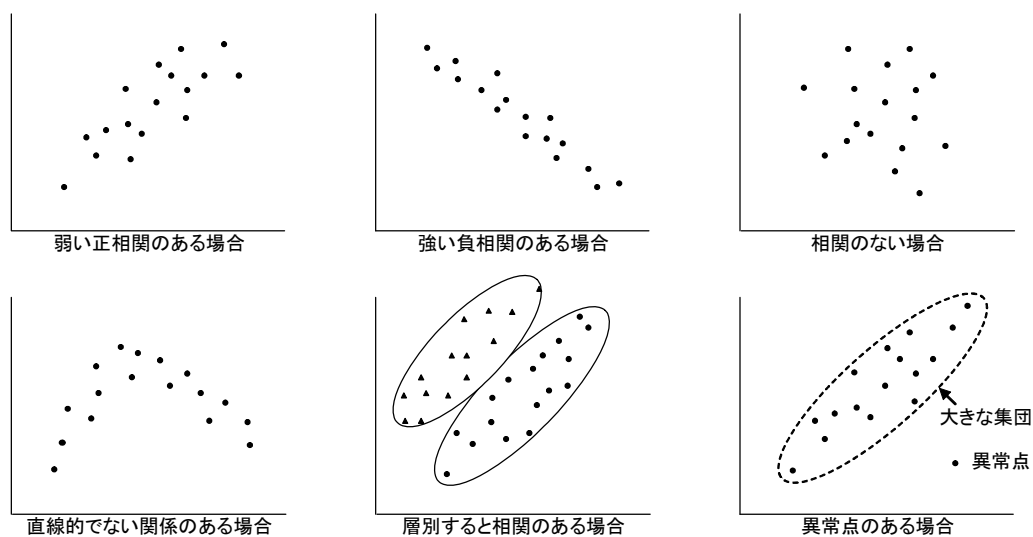 弱い正相関のある場合
強い負相関のある場合
相関のない場合
大きな集団
異常点
直線的でない関係のある場合
層別すると相関のある場合
異常点のある場合